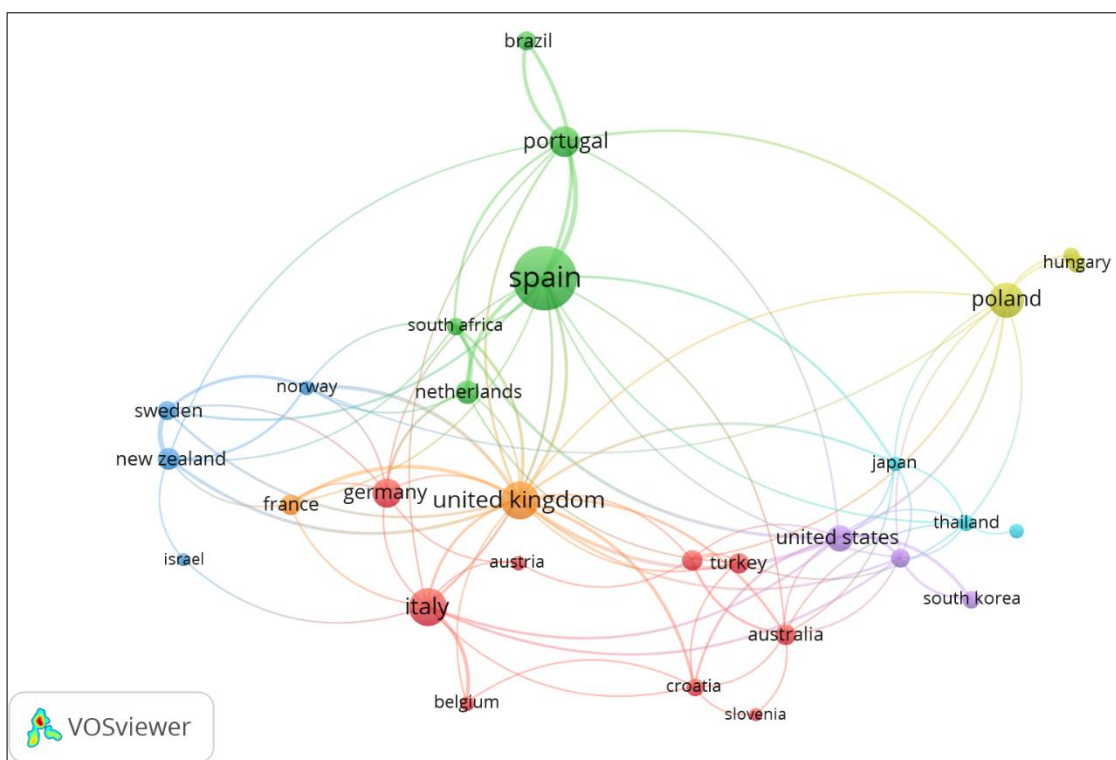 brazil
portugal
hungary
spain
poland
south africa
norway
netherlands
sweden
new zealand
japan
germany
france
united kingdom
thailand
united states
israel
austria
turkey
south korea
italy
australia
croatia
belgium
slovenia
VOSviewer